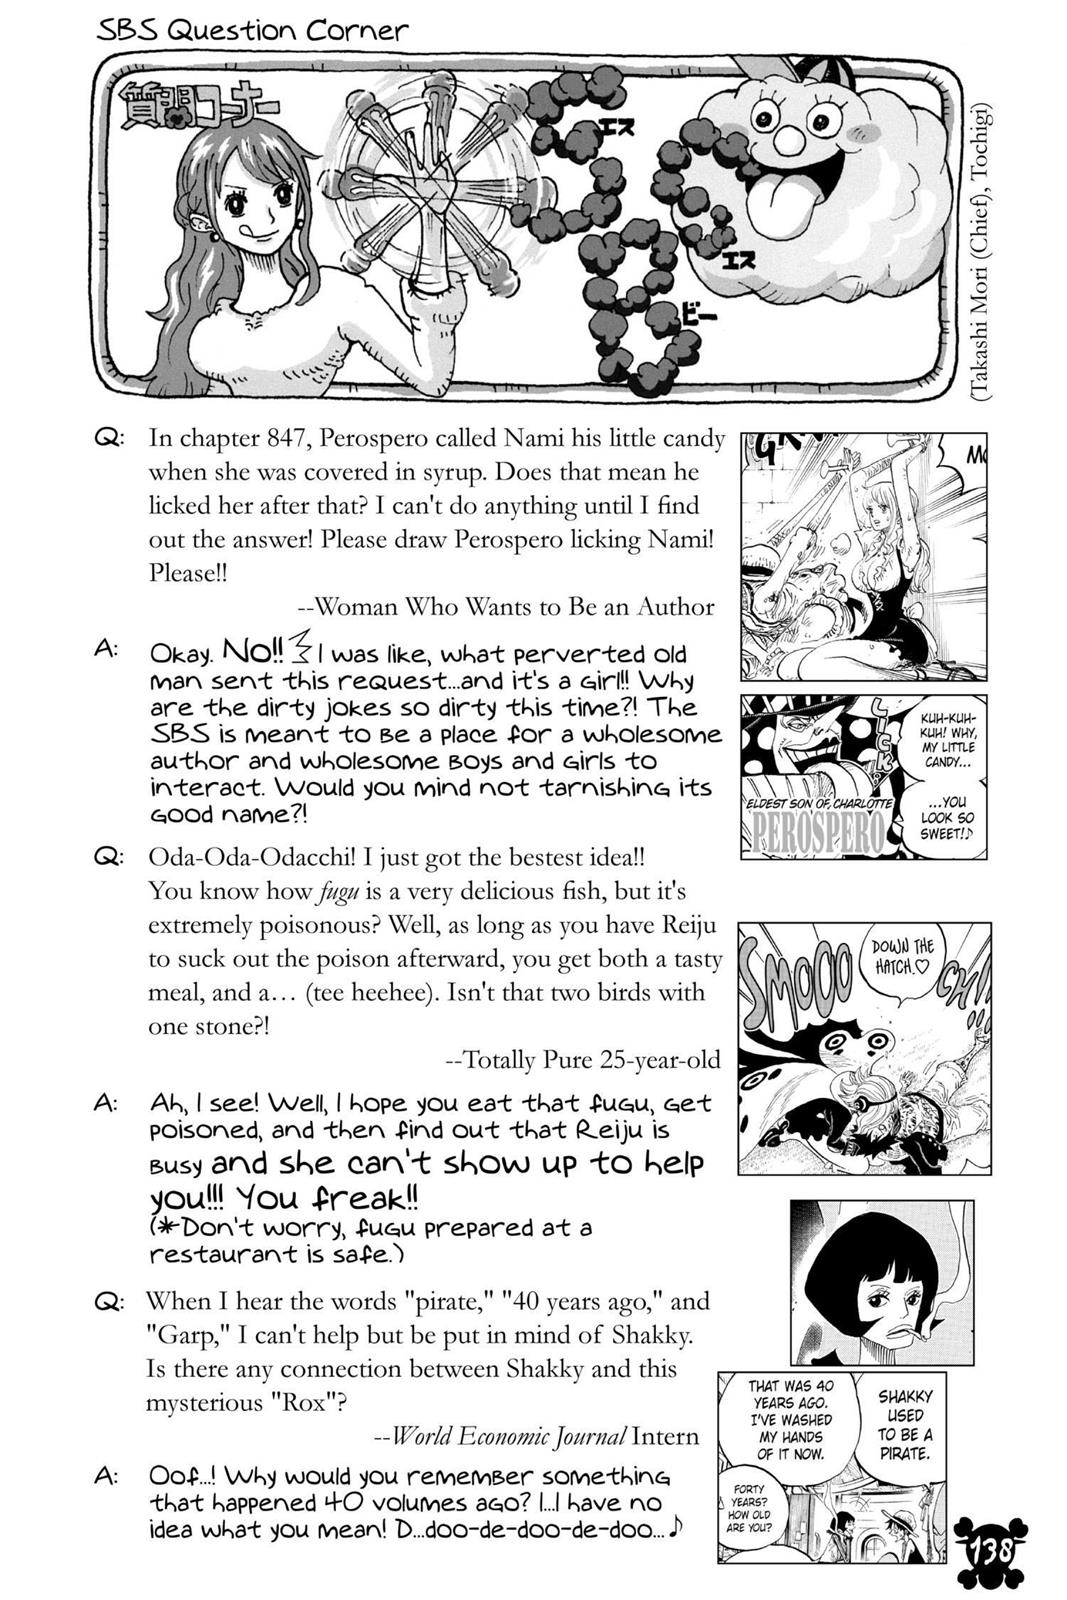 SBS Question Corner
質問コーナー
エス
ビー
エス
(Takashi Mori (Chief), Tochigi)
Q: In chapter 847, Perospero called Nami his little candy
when she was covered in syrup. Does that mean he
licked her after that? I can't do anything until I find
out the answer! Please draw Perospero licking Nami!
Please!!
--Woman Who Wants to Be an Author
A: Okay. No!! I was like, what perverted old
man sent this request...and it's a girl!! Why
are the dirty jokes so dirty this time?! The
SBS is meant to be a place for a wholesome
author and wholesome boys and girls to
interact. Would you mind not tarnishing its
good name?!
LICK
KUH-KUH-
KUH! WHY,
MY LITTLE
CANDY...
...YOU
LOOK SO
SWEET!♪
ELDEST SON OF, CHARLOTTE
PEROSPERO
Q: Oda-Oda-Odacchi! I just got the bestest idea!!
You know how fugu is a very delicious fish, but it's
extremely poisonous? Well, as long as you have Reiju
to suck out the poison afterward, you get both a tasty
meal, and a… (tee heehee). Isn't that two birds with
one stone?!
--Totally Pure 25-year-old
SMOOO
DOWN THE
HATCH.♡
A: Ah, I see! Well, I hope you eat that fugu, get
poisoned, and then find out that Reiju is
busy and she can't show up to help
you!!! You freak!!
(*Don't worry, fugu prepared at a
restaurant is safe.)
Q: When I hear the words "pirate," "40 years ago," and
"Garp," I can't help but be put in mind of Shakky.
Is there any connection between Shakky and this
mysterious "Rox"?
--World Economic Journal Intern
A: Oof...! Why would you remember something
that happened 40 volumes ago? I...I have no
idea what you mean! D...doo-de-doo-de-doo...♪
SHAKKY
USED
TO BE A
PIRATE.
THAT WAS 40
YEARS AGO.
I'VE WASHED
MY HANDS
OF IT NOW.
FORTY
YEARS?
HOW OLD
ARE YOU?
138